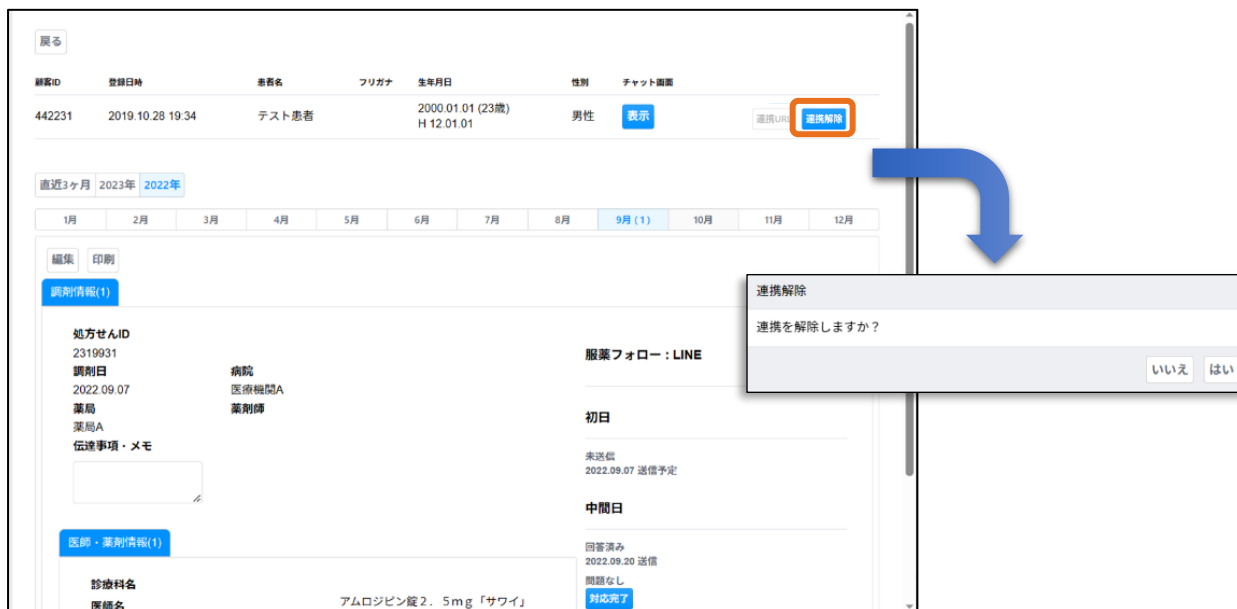 戻る
顧客ID 登録日時 患者名 フリガナ 生年月日 性別 チャット画面
442231 2019.10.28 19:34 テスト患者 2000.01.01 (23歳) 男性 表示 連携URL 連携解除
H 12.01.01
直近3ヶ月 2023年 2022年
1月 2月 3月 4月 5月 6月 7月 8月 9月 (1) 10月 11月 12月
編集 印刷
調剤情報(1)
処方せんID
2319931
調剤日 病院
2022.09.07 医療機関A
薬局 薬剤師
薬局A
伝達事項・メモ
服薬フォロー : LINE
初日
未送信
2022.09.07 送信予定
中間日
回答済み
2022.09.20 送信
問題なし
対応完了
医師・薬剤情報(1)
診療科名
医師名
アムロジピン錠2．5mg「サワイ」
連携解除
連携を解除しますか？
いいえ はい